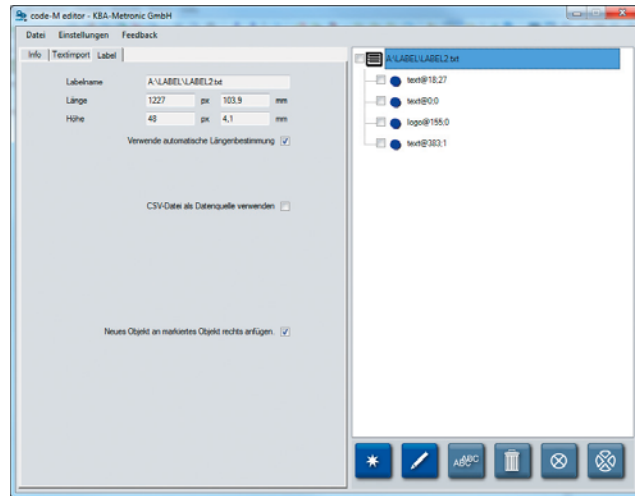 code-M editor - KBA-Metronic GmbH
Datei Einstellungen Feedback
Info Textimport Label
Labelname A:\LABEL\LABEL2.txt
Länge 1227 px 103,9 mm
Höhe 48 px 4,1 mm
Verwende automatische Längenbestimmung
CSV-Datei als Datenquelle verwenden
Neues Objekt an markiertes Objekt rechts anfügen.
A:\LABEL\LABEL2.txt
text@18;27
text@0;0
logo@155;0
text@383;1
ABC ABC